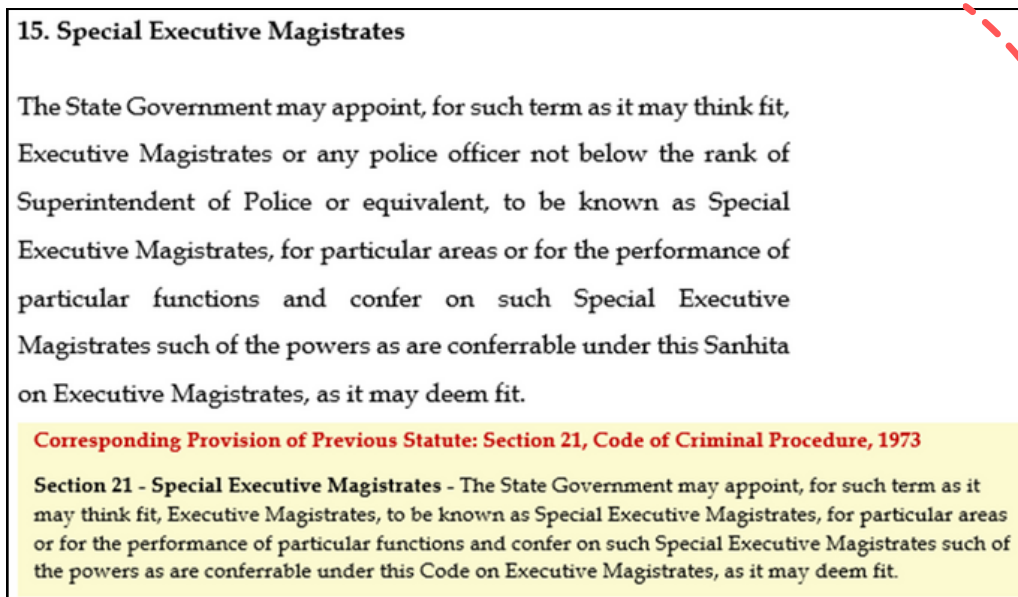 15. Special Executive Magistrates
The State Government may appoint, for such term as it may think fit,
Executive Magistrates or any police officer not below the rank of
Superintendent of Police or equivalent, to be known as Special
Executive Magistrates, for particular areas or for the performance of
particular functions and confer on such Special Executive
Magistrates such of the powers as are conferrable under this Sanhita
on Executive Magistrates, as it may deem fit.
Corresponding Provision of Previous Statute: Section 21, Code of Criminal Procedure, 1973
Section 21 - Special Executive Magistrates - The State Government may appoint, for such term as it
may think fit, Executive Magistrates, to be known as Special Executive Magistrates, for particular areas
or for the performance of particular functions and confer on such Special Executive Magistrates such of
the powers as are conferrable under this Code on Executive Magistrates, as it may deem fit.